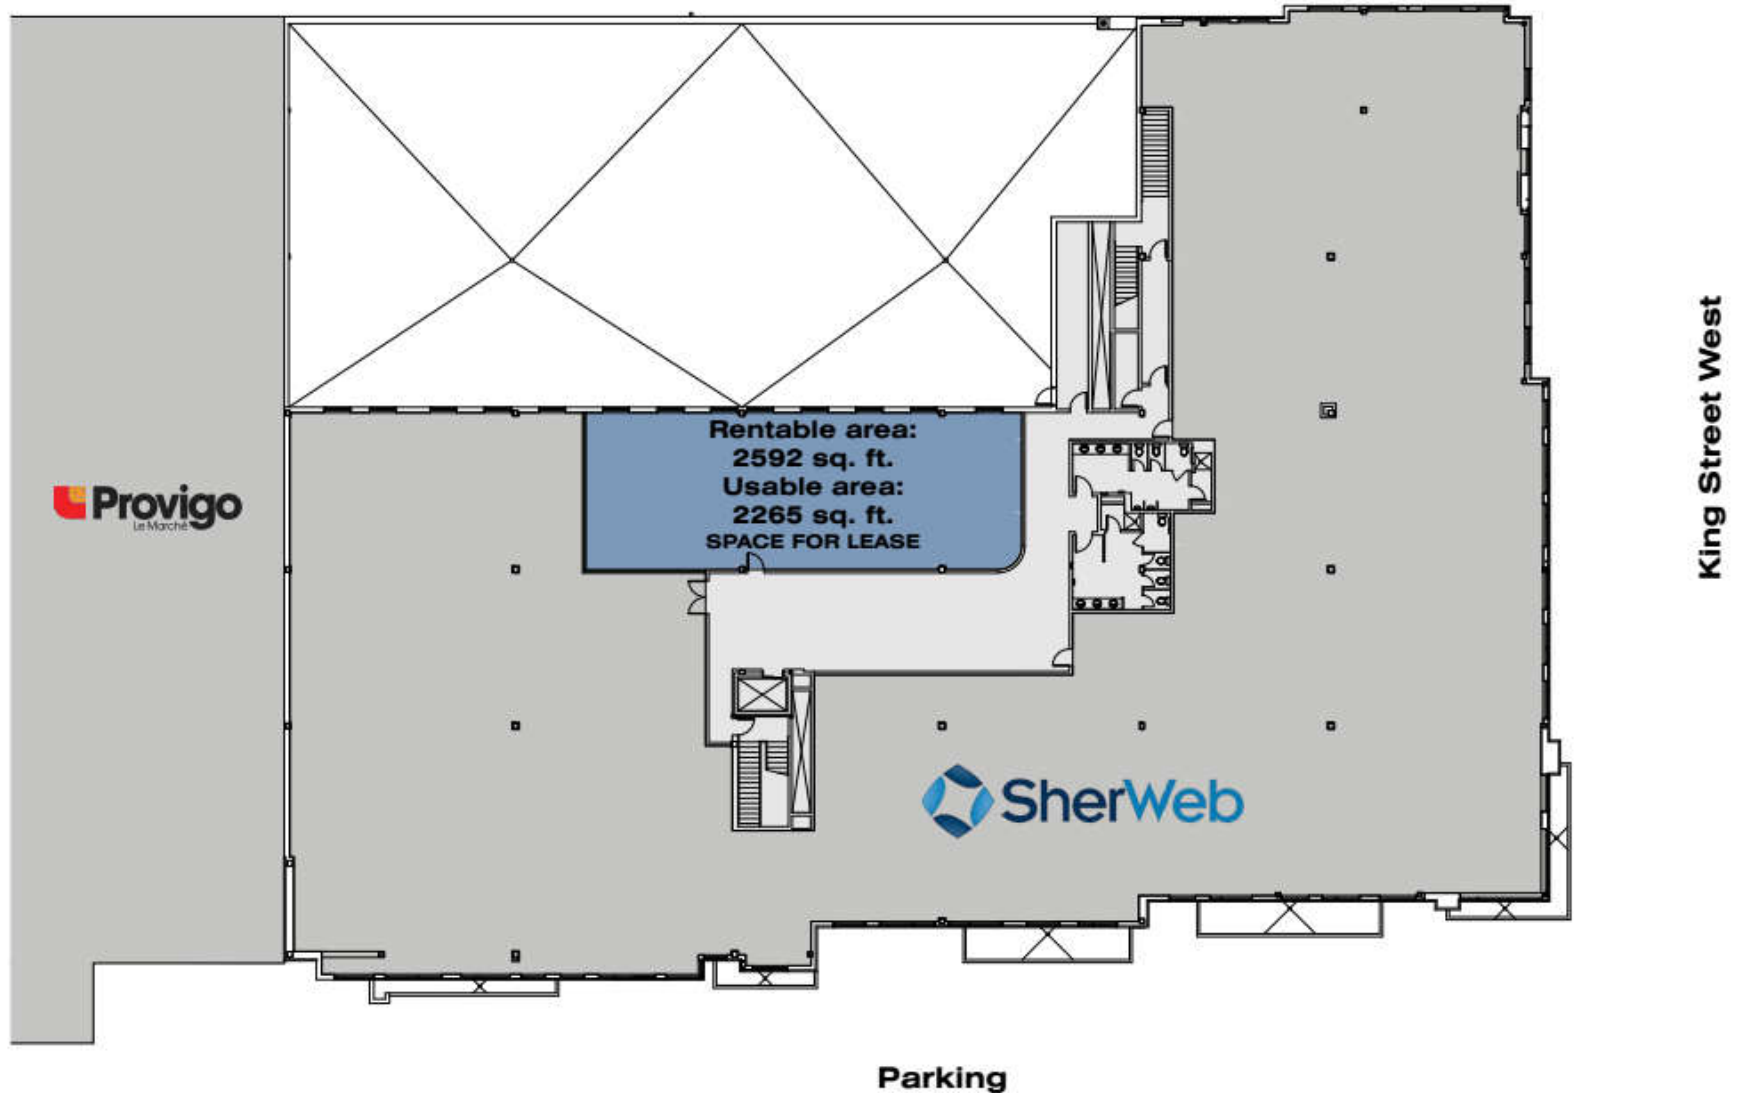 Rentable area:
2592 sq. ft.
Usable area:
2265 sq. ft.
SPACE FOR LEASE
Provigo
Le Marché
King Street West
SherWeb
Parking